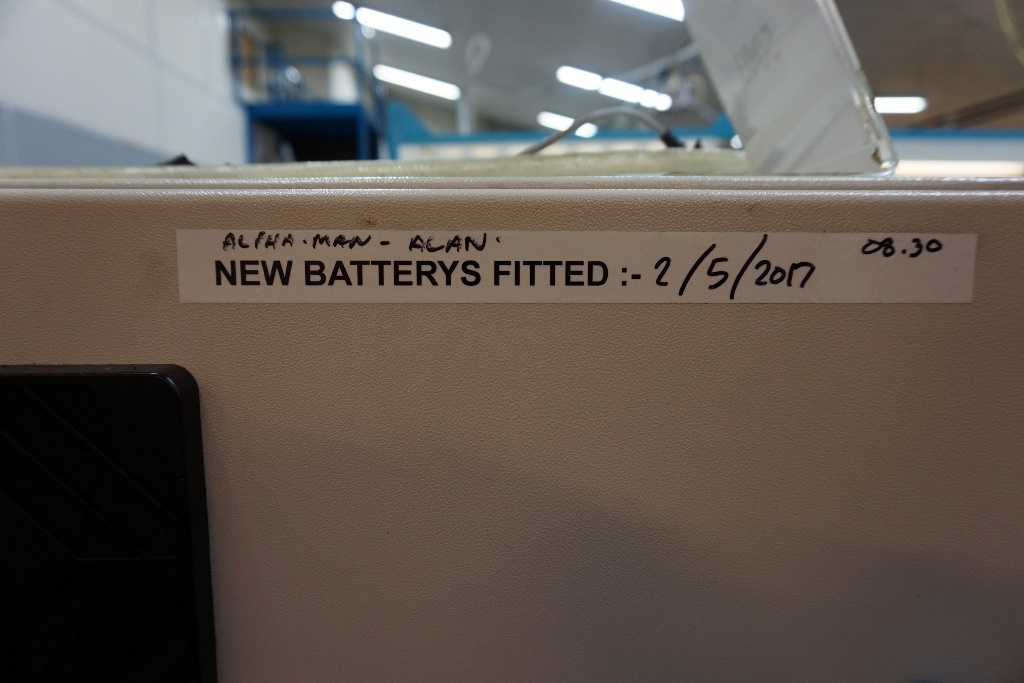 ALPHA-MAN - ALAN. 08.30
NEW BATTERYS FITTED :- 2/5/2017